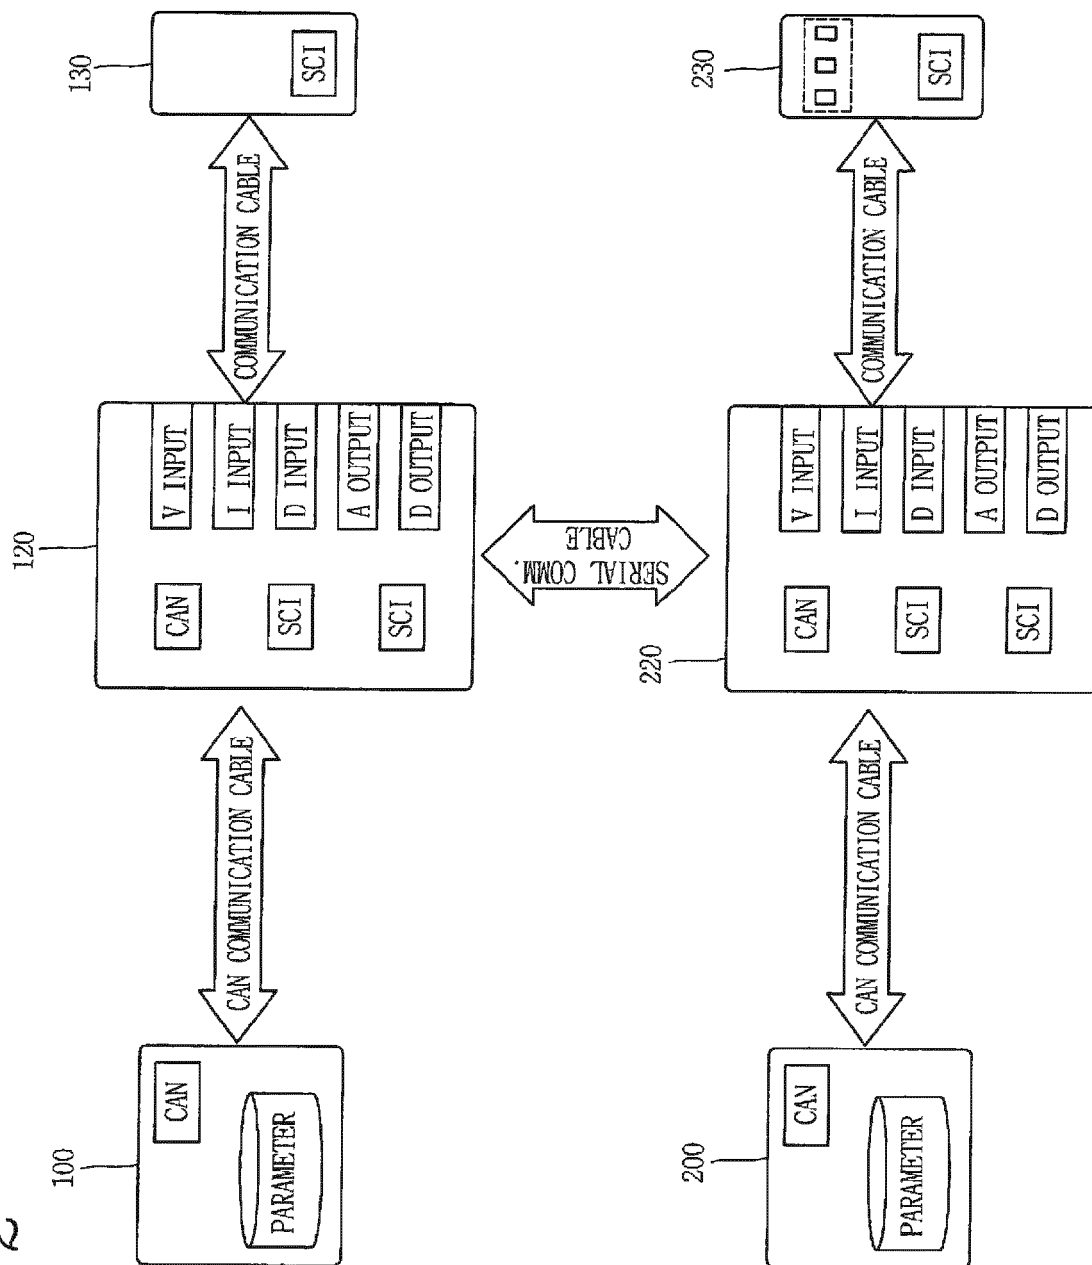 100
CAN
PARAMETER
CAN COMMUNICATION CABLE
120
CAN
SCI
SCI
V INPUT
I INPUT
D INPUT
A OUTPUT
D OUTPUT
COMMUNICATION CABLE
130
SCI
SERIAL COMM.
CABLE
200
CAN
PARAMETER
CAN COMMUNICATION CABLE
220
CAN
SCI
SCI
V INPUT
I INPUT
D INPUT
A OUTPUT
D OUTPUT
COMMUNICATION CABLE
230
SCI